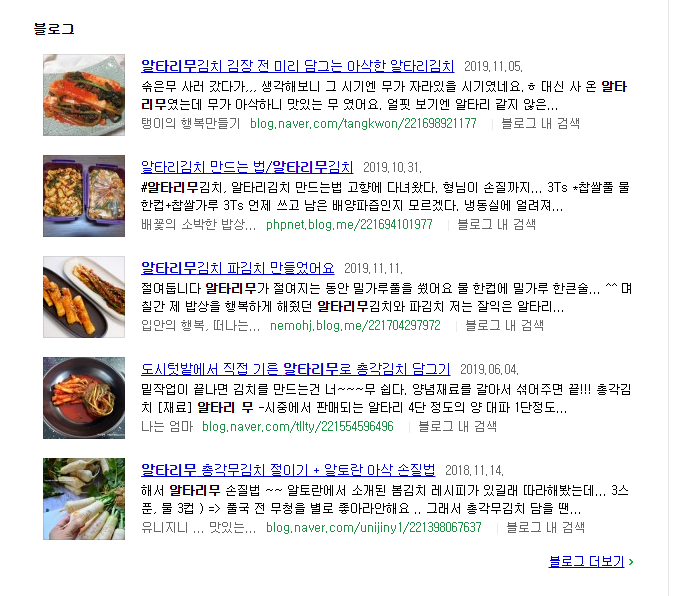 블로그
알타리무김치 김장 전 미리 담그는 아삭한 알타리김치 2019.11.05.
솎은무 사러 갔다가,,, 생각해보니 그 시기엔 무가 자라있을 시기였네요.ㅎ 대신 사 온 알타
리무였는데 무가 아삭하니 맛있는 무 였어요. 얼핏 보기엔 알타리 같지 않은...
탱이의 행복만들기 blog.naver.com/tangkwon/221698921177 블로그 내 검색
알타리김치 만드는 법/알타리무김치 2019.10.31.
#알타리무김치, 알타리김치 만드는법 고향에 다녀왔다. 형님이 손질까지... 3Ts *찹쌀풀 물
한컵+찹쌀가루 3Ts 언제 쓰고 남은 배양파즙인지 모르겠다. 냉동실에 얼려져...
배꽃의 소박한 밥상... phpnet.blog.me/221694101977 블로그 내 검색
알타리무김치 파김치 만들었어요 2019.11.11.
절여둡니다 알타리무가 절여지는 동안 밀가루풀을 쒔어요 물 한컵에 밀가루 한큰술... ^^ 며
칠간 제 밥상을 행복하게 해줬던 알타리무김치와 파김치 저는 잘익은 알타리...
입안의 행복, 떠나는... nemohj.blog.me/221704297972 블로그 내 검색
도시텃밭에서 직접 기른 알타리무로 총각김치 담그기 2019.06.04.
밑작업이 끝나면 김치를 만드는건 너~~~무 쉽다. 양념재료를 갈아서 섞어주면 끝!!! 총각김
치 [재료] 알타리 무 -시중에서 판매되는 알타리 4단 정도의 양 대파 1단정도...
나는 엄마 blog.naver.com/tllty/221554596496 블로그 내 검색
알타리무 총각무김치 절이기 + 알토란 아삭 손질법 2018.11.14.
해서 알타리무 손질법 ~~ 알토란에서 소개된 봄김치 레시피가 있길래 따라해봤는데... 3스
푼, 물 3컵 ) => 풀국 전 무청을 별로 좋아라안해요 .. 그래서 총각무김치 담을 땐...
유니지니 ... 맛있는... blog.naver.com/unijiny1/221398067637 블로그 내 검색
블로그 더보기 >